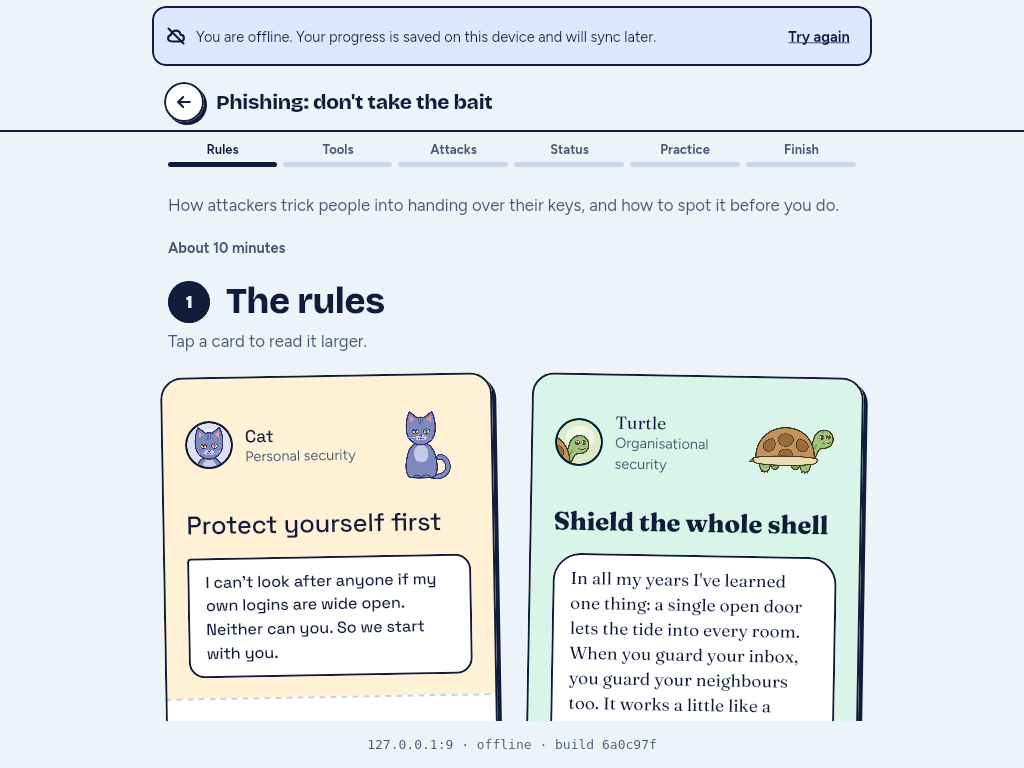 You are offline. Your progress is saved on this device and will sync later.
Try again
Phishing: don't take the bait
Rules
Tools
Attacks
Status
Practice
Finish
How attackers trick people into handing over their keys, and how to spot it before you do.
About 10 minutes
1
The rules
Tap a card to read it larger.
Cat
Personal security
Protect yourself first
I can't look after anyone if my
own logins are wide open.
Neither can you. So we start
with you.
Turtle
Organisational
security
Shield the whole shell
In all my years I've learned
one thing: a single open door
lets the tide into every room.
When you guard your inbox,
you guard your neighbours
too. It works a little like a
127.0.0.1:9 · offline · build 6a0c97f